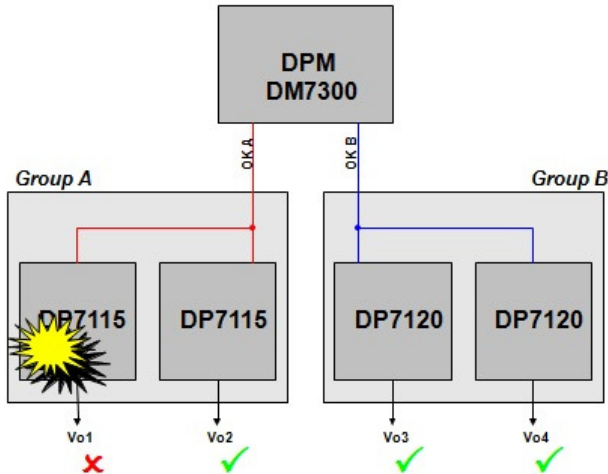 DPM
DM7300
OK A
OK B
Group A
Group B
DP7115
DP7115
DP7120
DP7120
Vo1
Vo2
Vo3
Vo4